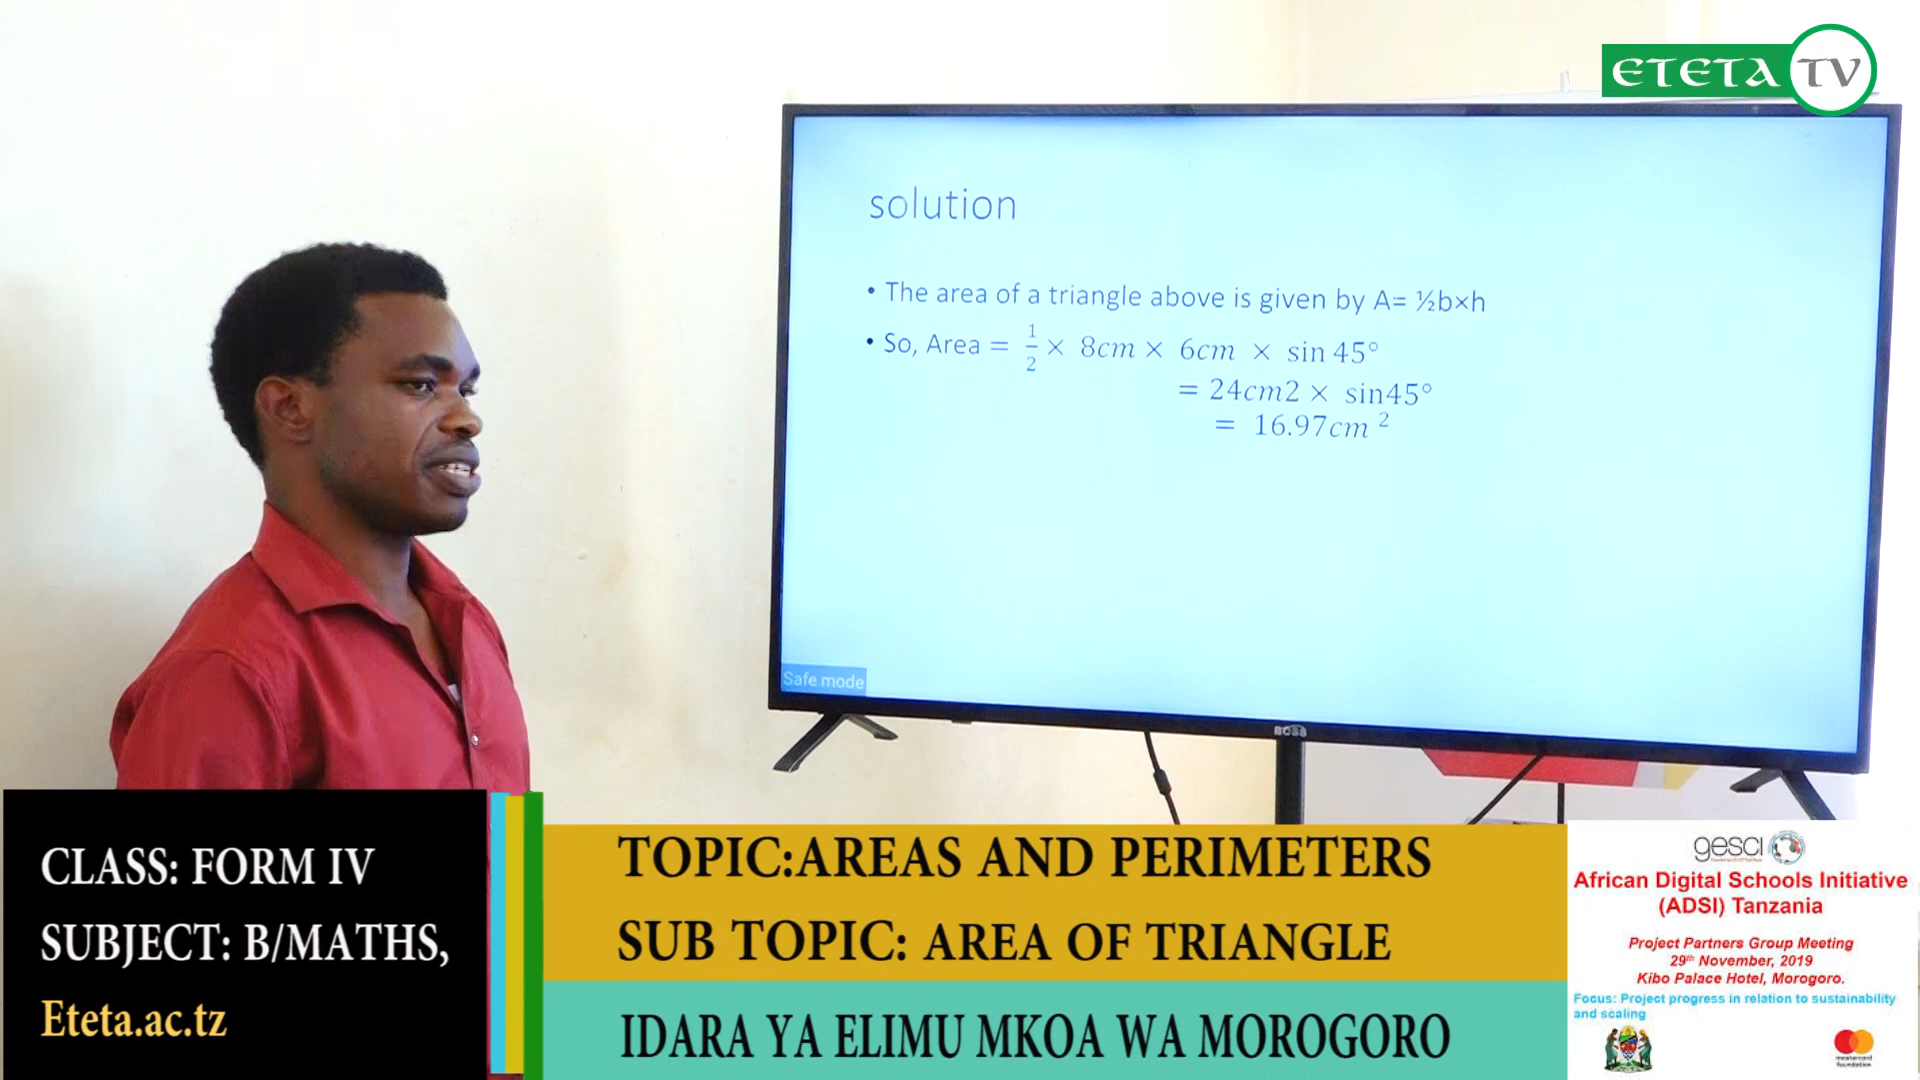 ETETA TV
solution
• The area of a triangle above is given by A= ½b×h
• So, Area = 1/2 × 8cm × 6cm × sin 45°
= 24cm2 × sin45°
= 16.97cm ²
Safe mode
BOSS
CLASS: FORM IV
SUBJECT: B/MATHS,
Eteta.ac.tz
TOPIC:AREAS AND PERIMETERS
SUB TOPIC: AREA OF TRIANGLE
IDARA YA ELIMU MKOA WA MOROGORO
gesci
African Digital Schools Initiative
(ADSI) Tanzania
Project Partners Group Meeting
29th November, 2019
Kibo Palace Hotel, Morogoro.
Focus: Project progress in relation to sustainability
and scaling
mastercard
foundation